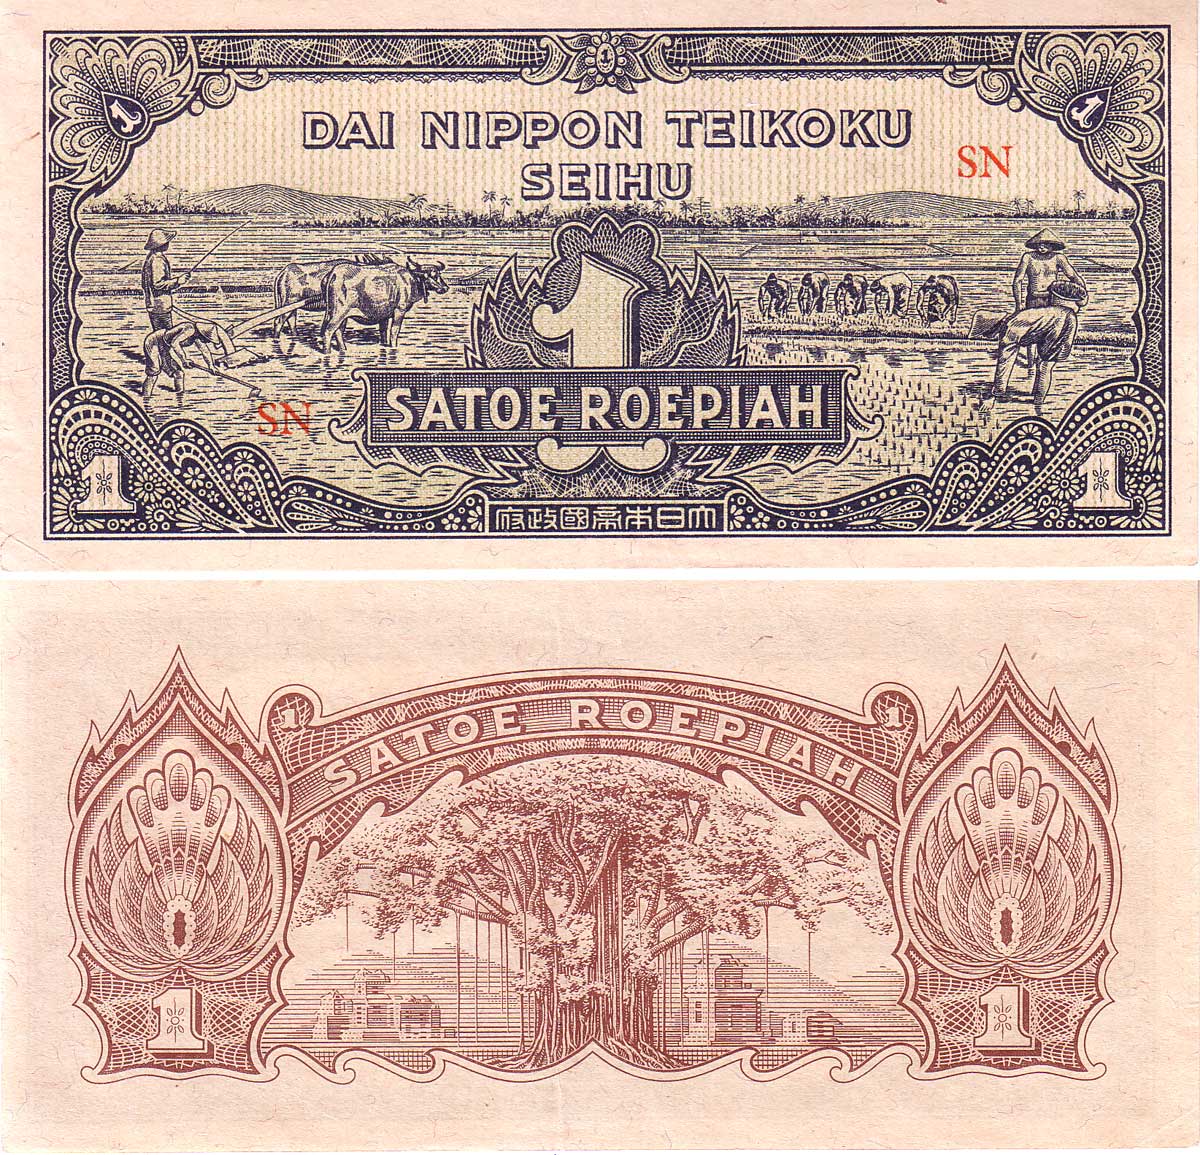 1 1
DAI NIPPON TEIKOKU
SEIHU
SN
1
SATOE ROEPIAH
SN
1 1
府政國帝本日大
1 SATOE ROEPIAH 1
1 1